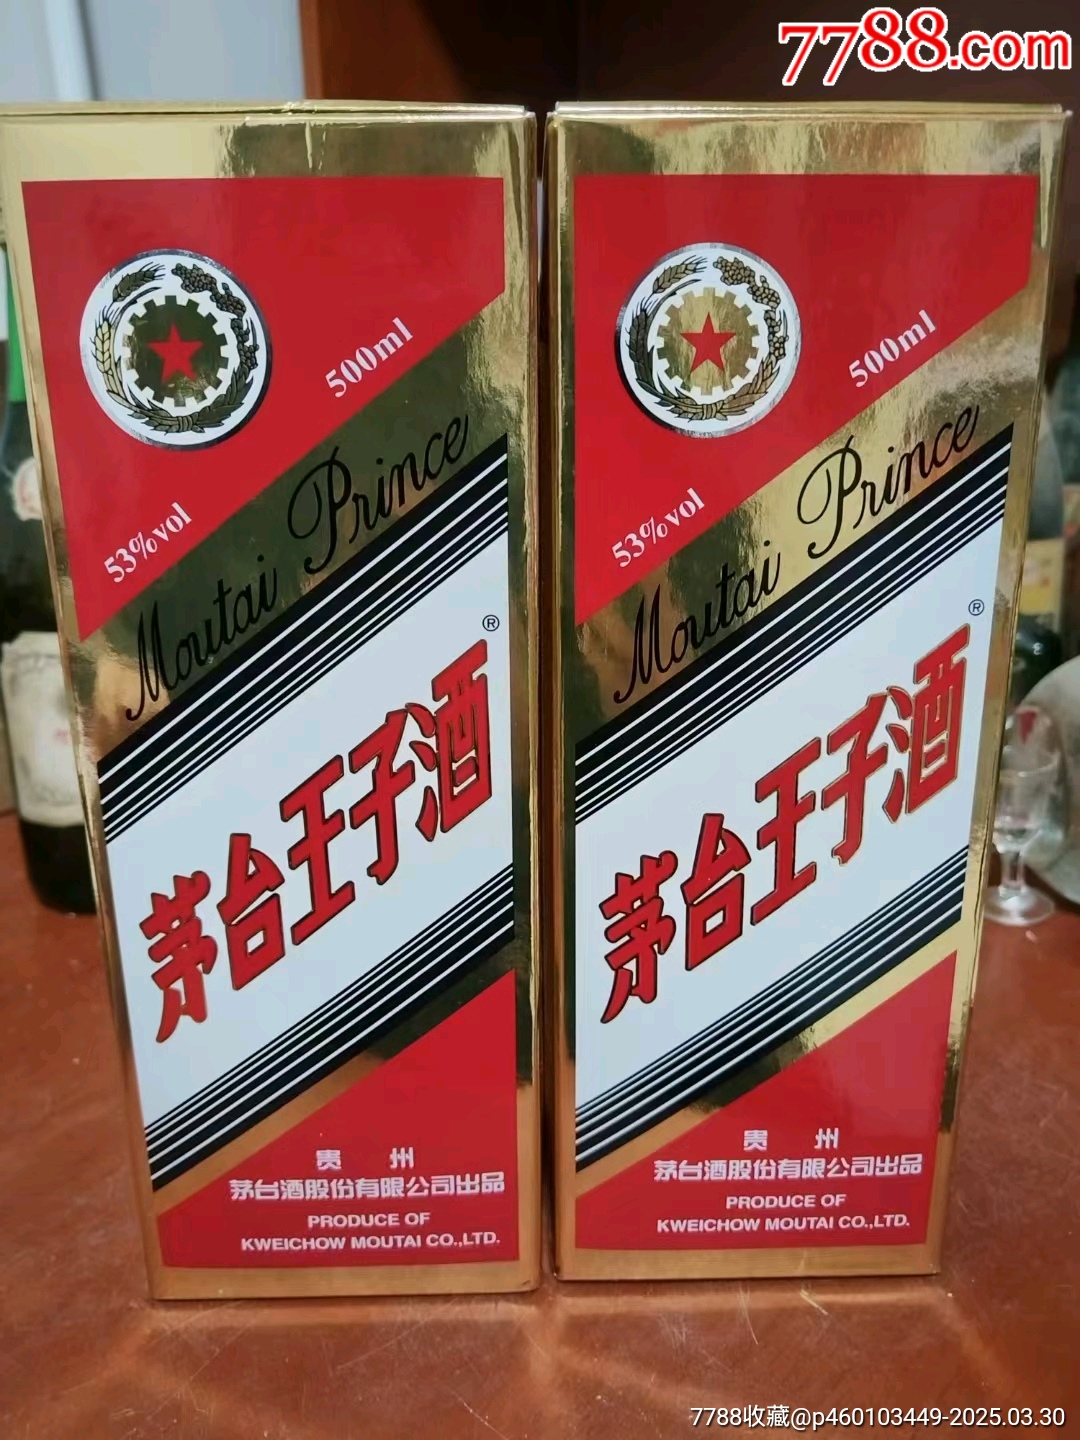 7788.com
500ml
53%vol
Moutai Prince
®
茅台王子酒
贵 州
茅台酒股份有限公司出品
PRODUCE OF
KWEICHOW MOUTAI CO.,LTD.
500ml
53%vol
Moutai Prince
®
茅台王子酒
贵 州
茅台酒股份有限公司出品
PRODUCE OF
KWEICHOW MOUTAI CO.,LTD.
7788收藏@p460103449-2025.03.30